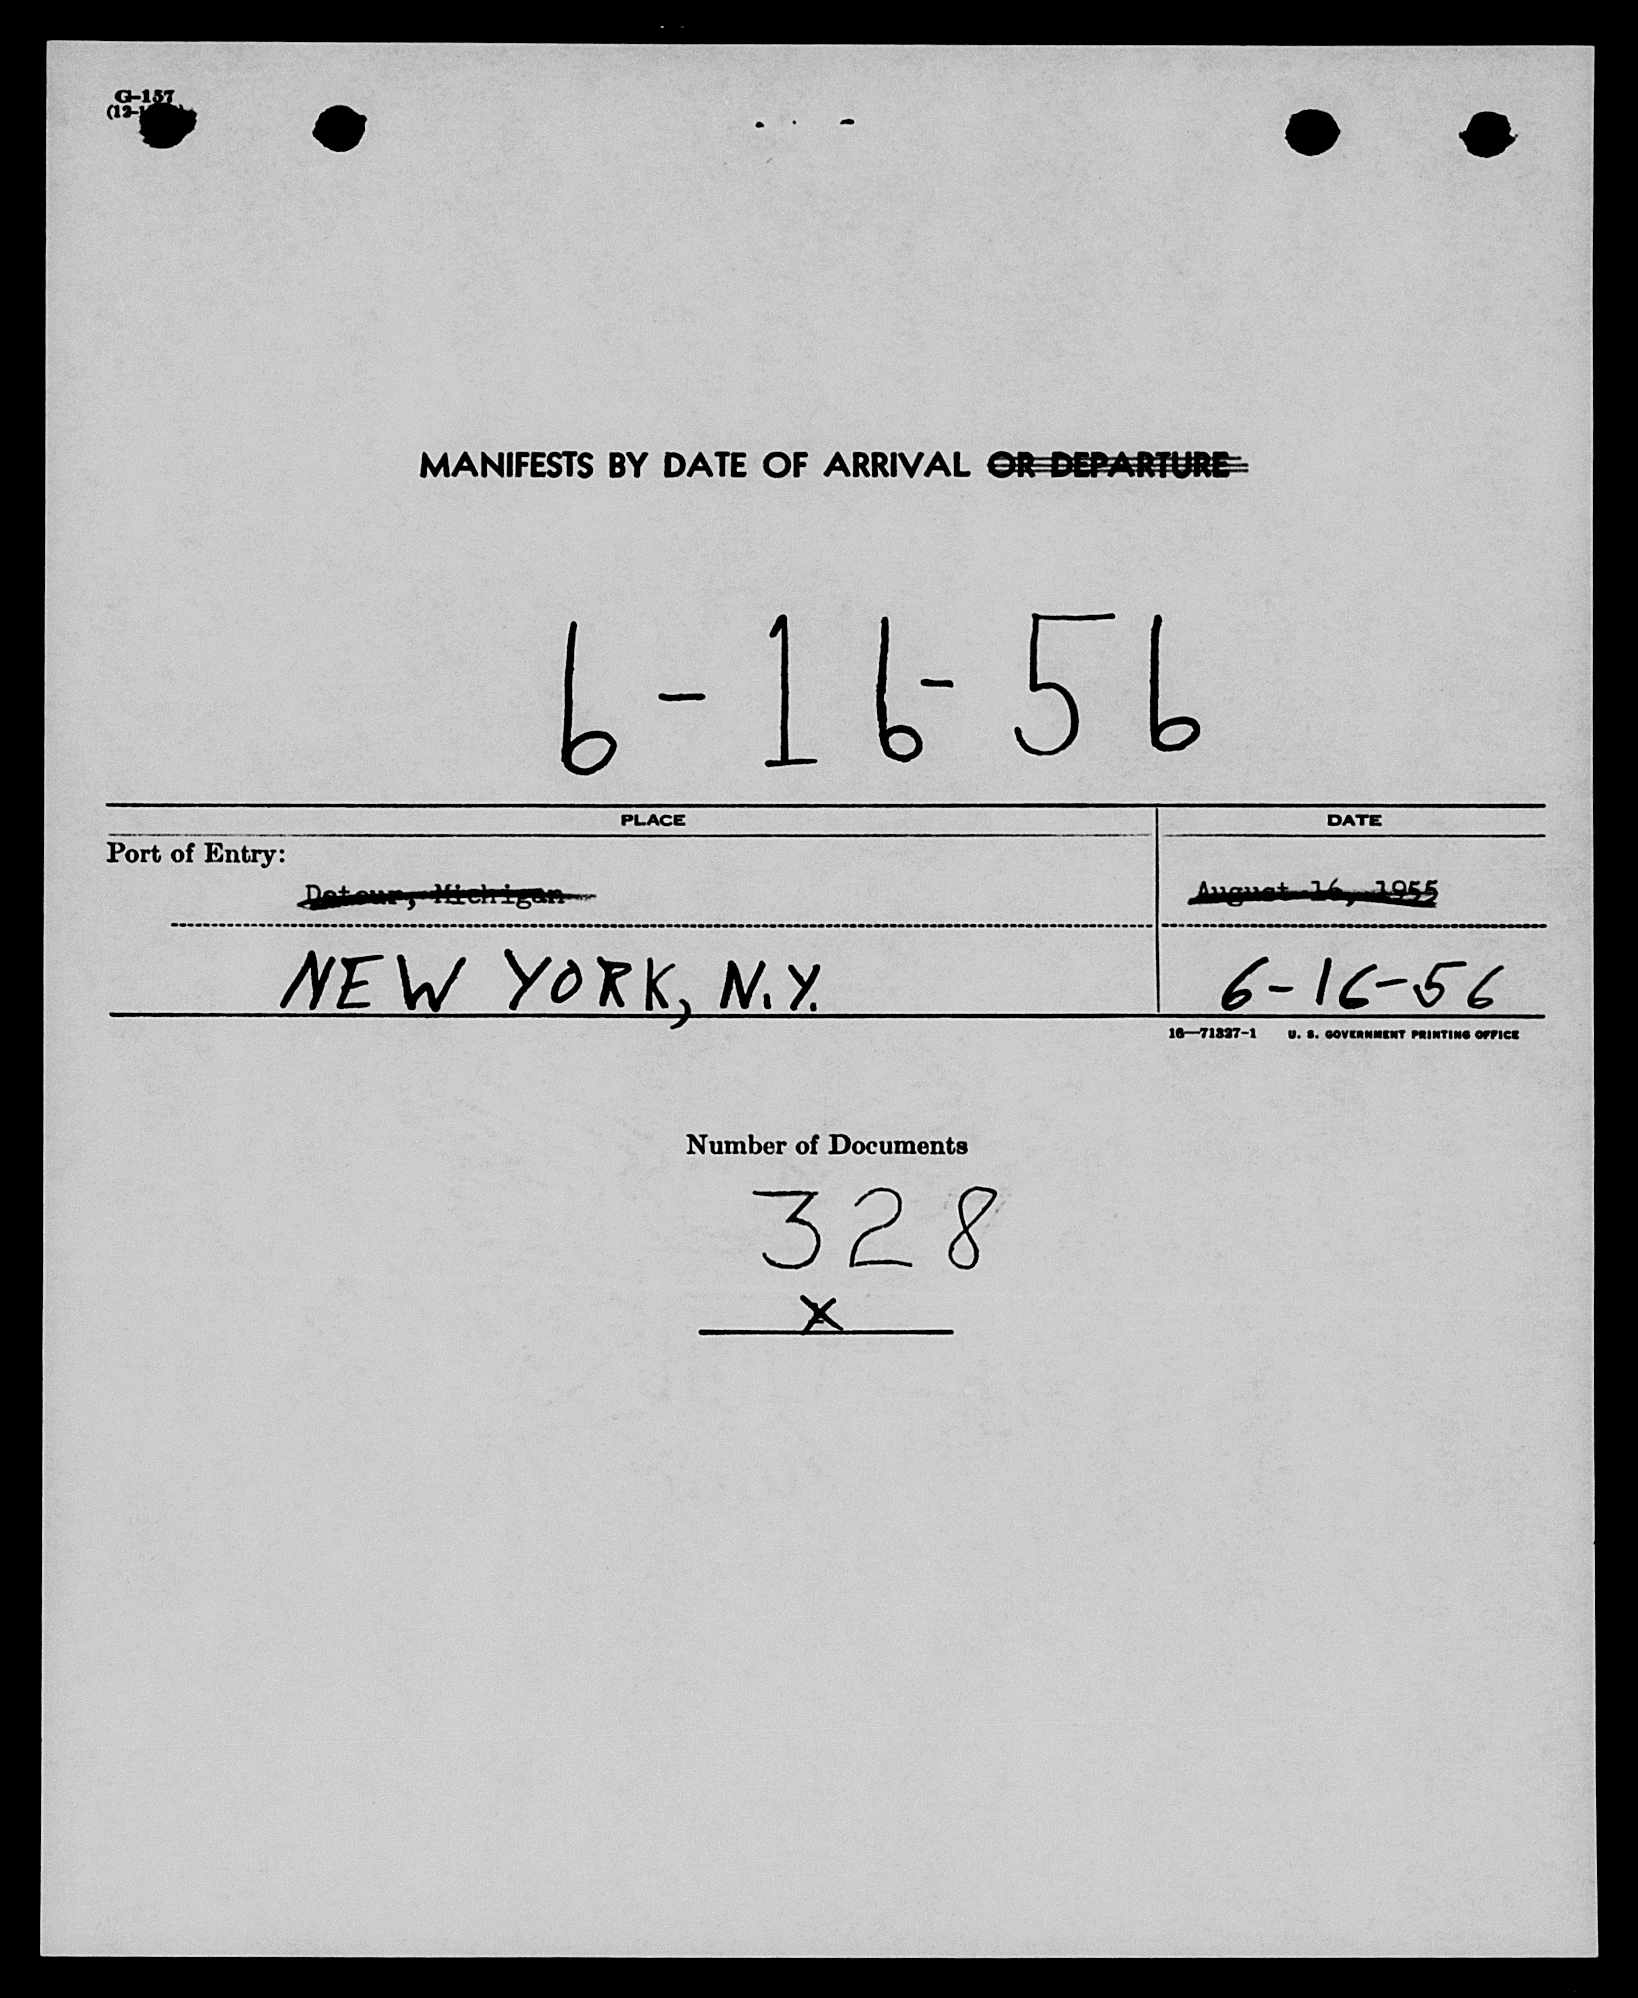 G-157
MANIFESTS BY DATE OF ARRIVAL OR DEPARTURE
6-16-56
PLACE DATE
Port of Entry:
Detour, Michigan August 16, 1955
NEW YORK, N.Y. 6-16-56
16—71327-1 U. S. GOVERNMENT PRINTING OFFICE
Number of Documents
328
X